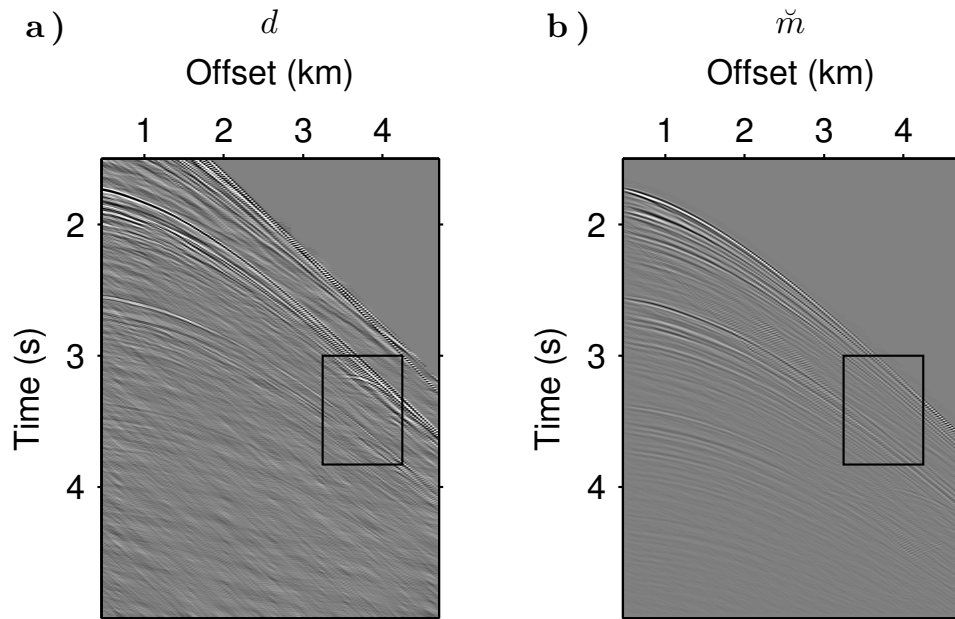 a) d b) m̆
Offset (km) Offset (km)
1 2 3 4 1 2 3 4
2 2
3 3
Time (s) Time (s)
4 4